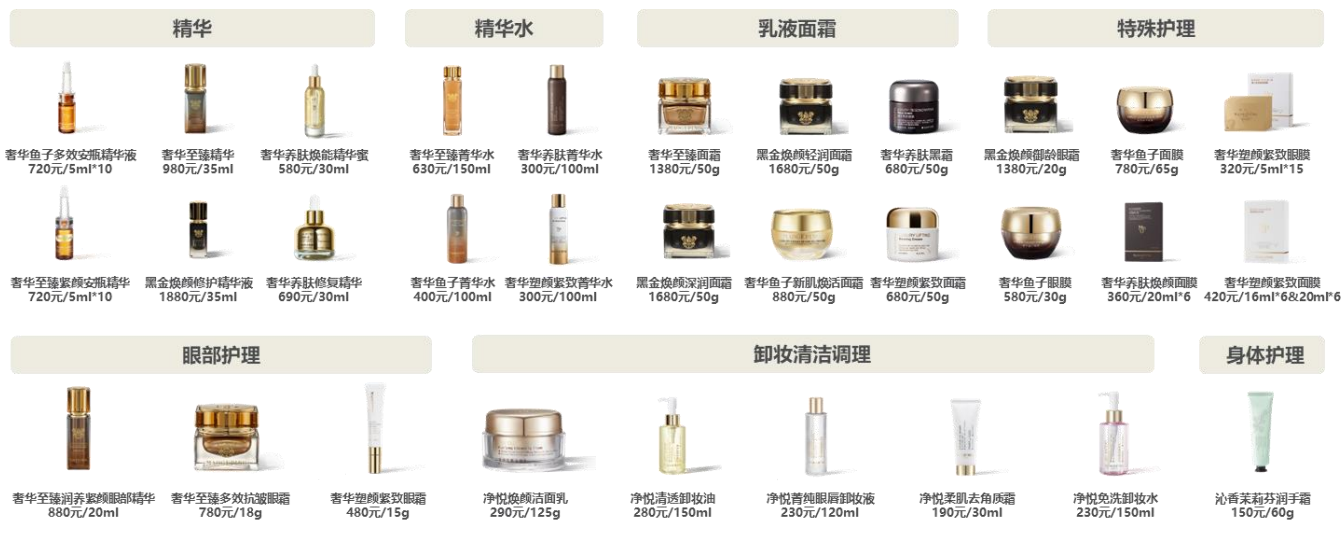 精华
精华水
乳液面霜
特殊护理
奢华鱼子多效安瓶精华液
720元/5ml*10
奢华至臻精华
980元/35ml
奢华养肤焕能精华蜜
580元/30ml
奢华至臻菁华水
630元/150ml
奢华养肤菁华水
300元/100ml
奢华至臻面霜
1380元/50g
黑金焕颜轻润面霜
1680元/50g
奢华养肤黑霜
680元/50g
黑金焕颜御龄眼霜
1380元/20g
奢华鱼子面膜
780元/65g
奢华塑颜紧致眼膜
320元/5ml*15
奢华至臻紧颜安瓶精华
720元/5ml*10
黑金焕颜修护精华液
1880元/35ml
奢华养肤修复精华
690元/30ml
奢华鱼子菁华水
400元/100ml
奢华塑颜紧致菁华水
300元/100ml
黑金焕颜深润面霜
1680元/50g
奢华鱼子新肌焕活面霜
880元/50g
奢华塑颜紧致面霜
680元/50g
奢华鱼子眼膜
580元/30g
奢华养肤焕颜面膜
360元/20ml*6
奢华塑颜紧致面膜
420元/16ml*6&20ml*6
眼部护理
卸妆清洁调理
身体护理
奢华至臻润养紧颜眼部精华
880元/20ml
奢华至臻多效抗皱眼霜
780元/18g
奢华塑颜紧致眼霜
480元/15g
净悦焕颜洁面乳
290元/125g
净悦清透卸妆油
280元/150ml
净悦菁纯眼唇卸妆液
230元/120ml
净悦柔肌去角质霜
190元/30ml
净悦免洗卸妆水
230元/150ml
沁香茉莉芬润手霜
150元/60g